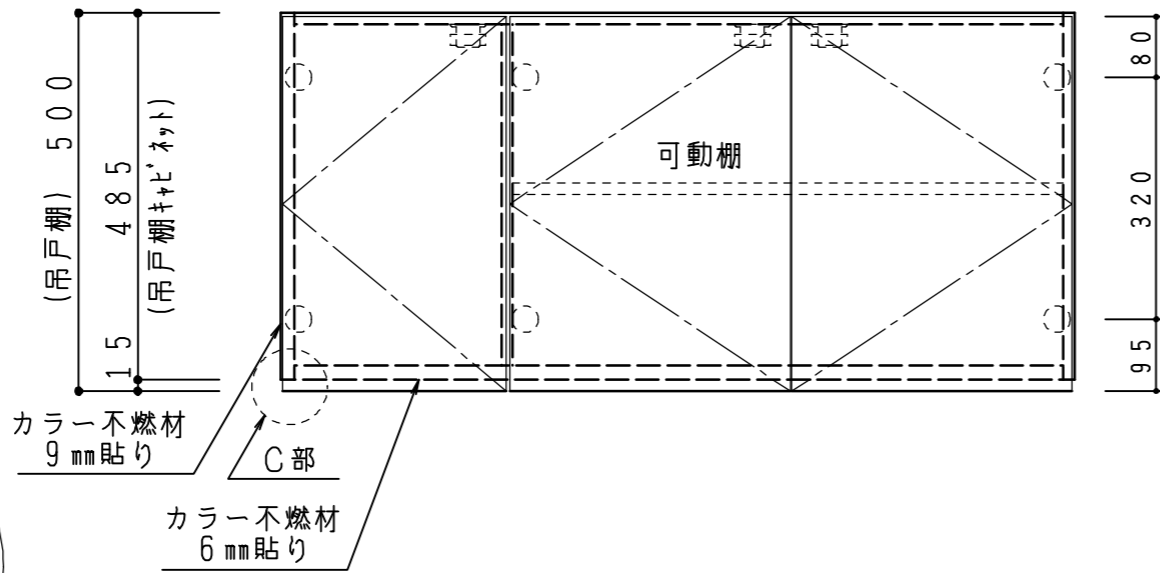 (吊戸棚) 500
15 485
(吊戸棚ｷｬﾋﾞﾈｯﾄ)
可動棚
80
320
95
カラー不燃材
9㎜貼り
C部
カラー不燃材
6㎜貼り